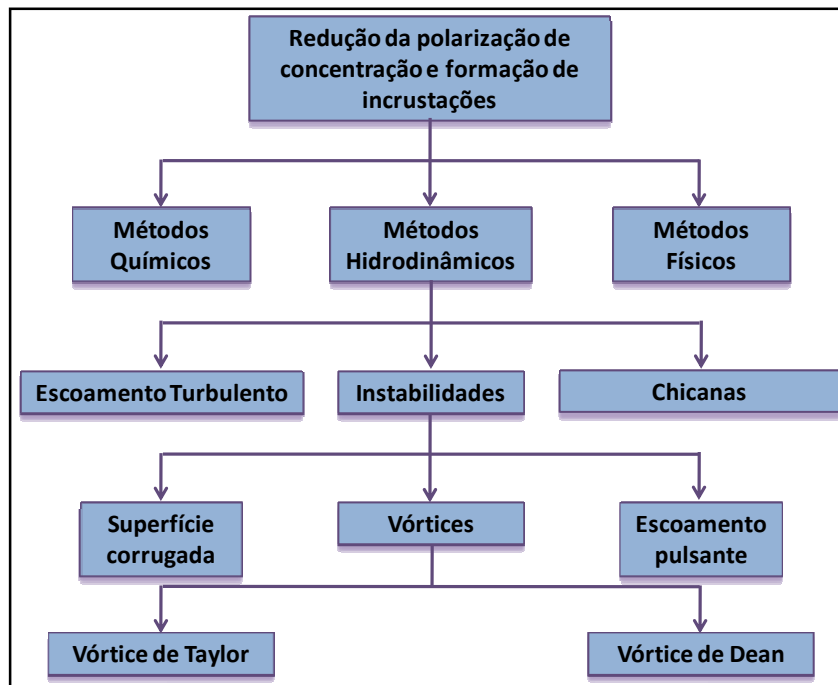 Redução da polarização de
concentração e formação de
incrustações
Métodos
Químicos
Métodos
Hidrodinâmicos
Métodos
Físicos
Escoamento Turbulento
Instabilidades
Chicanas
Superfície
corrugada
Vórtices
Escoamento
pulsante
Vórtice de Taylor
Vórtice de Dean